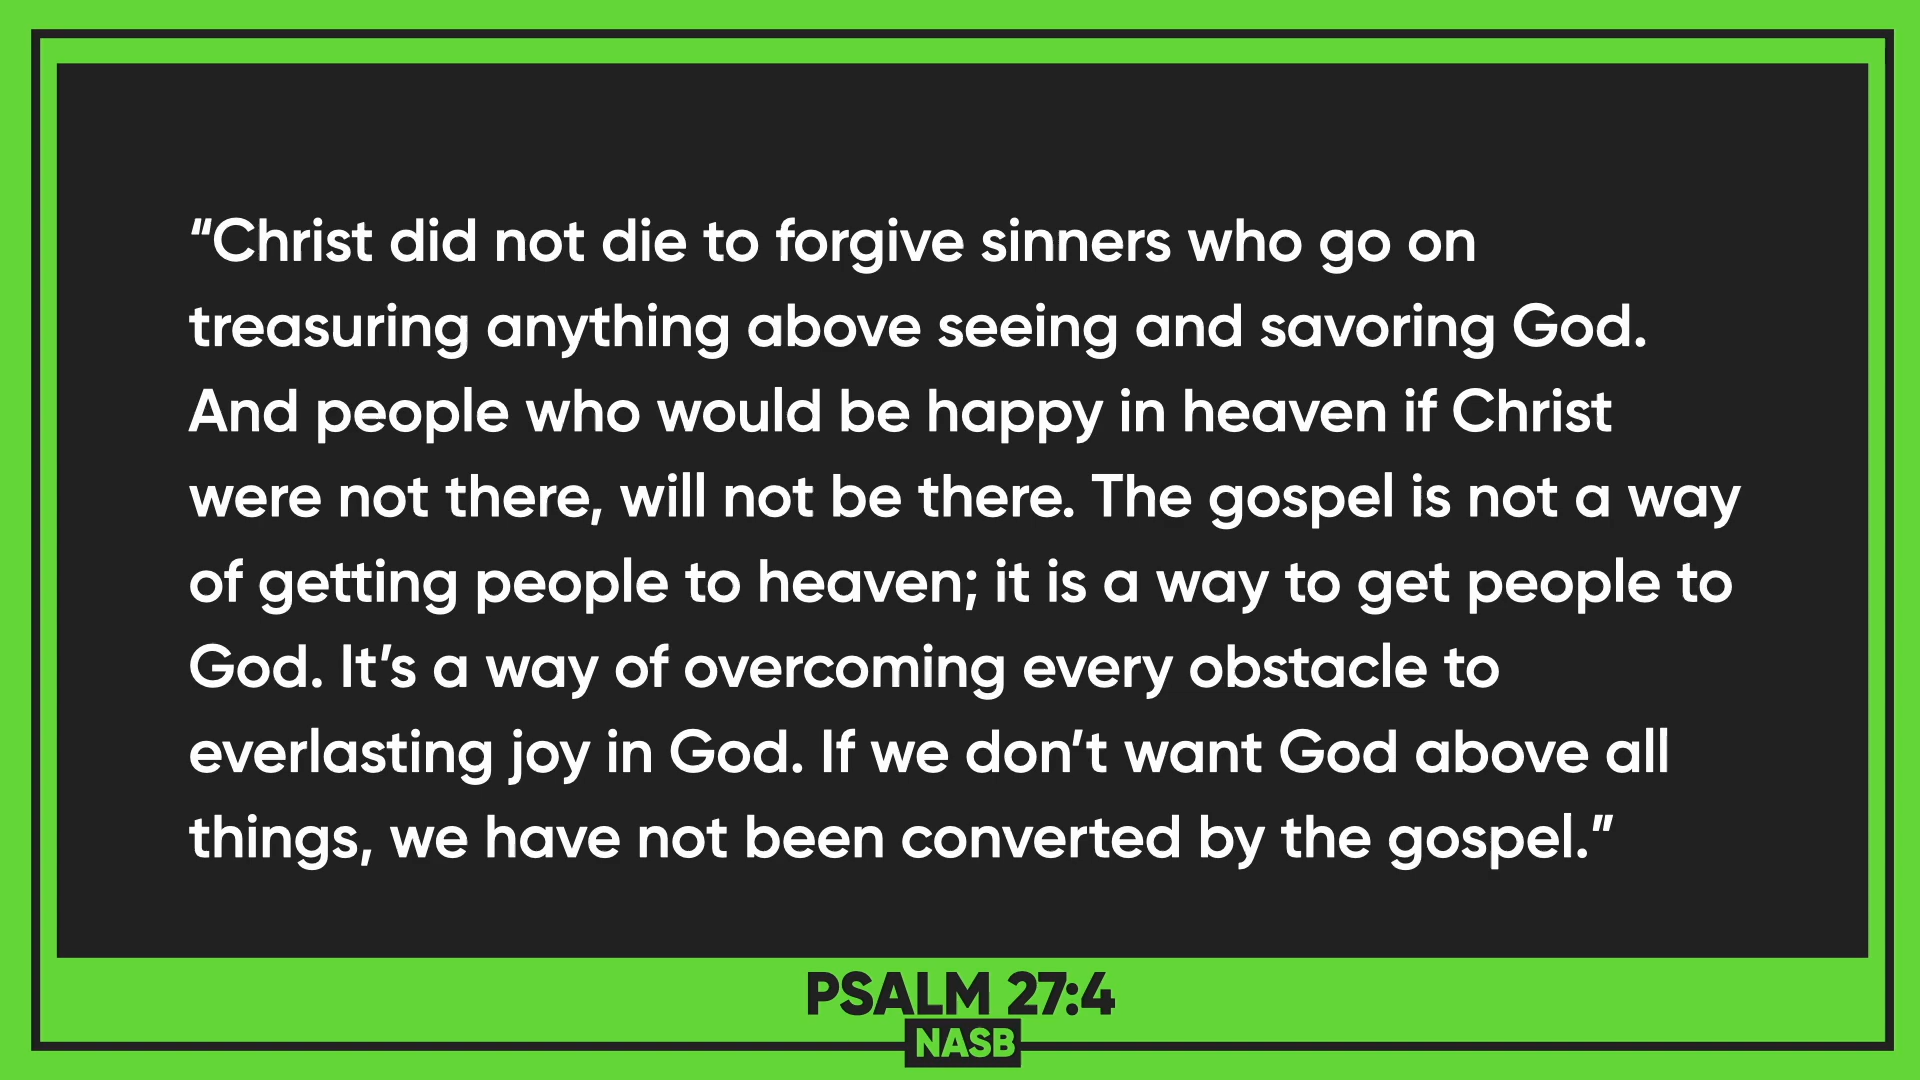 “Christ did not die to forgive sinners who go on
treasuring anything above seeing and savoring God.
And people who would be happy in heaven if Christ
were not there, will not be there. The gospel is not a way
of getting people to heaven; it is a way to get people to
God. It’s a way of overcoming every obstacle to
everlasting joy in God. If we don’t want God above all
things, we have not been converted by the gospel.”
PSALM 27:4
NASB